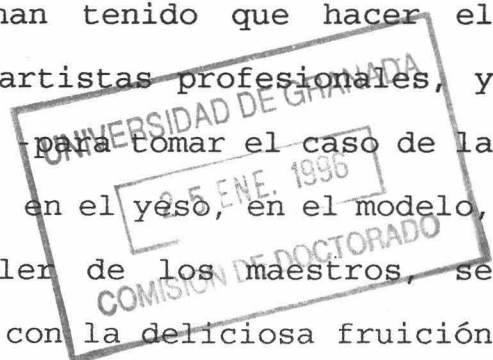 han tenido que hacer el
artistas profesionales, y
-para tomar el caso de la
en el yeso, en el modelo,
ler de los maestros, se
con la deliciosa fruición
UNIVERSIDAD DE GRANADA
25 ENE. 1996
COMISION DE DOCTORADO